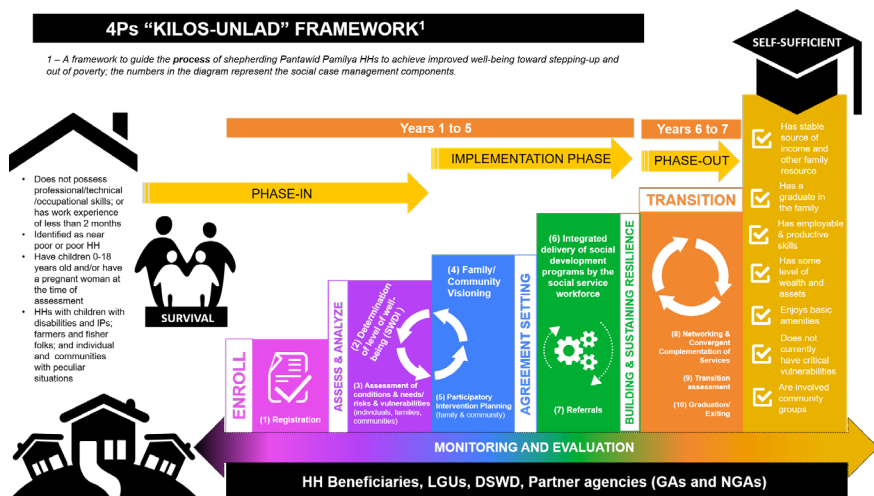 4Ps “KILOS-UNLAD” FRAMEWORK¹
1 – A framework to guide the process of shepherding Pantawid Pamilya HHs to achieve improved well-being toward stepping-up and
out of poverty; the numbers in the diagram represent the social case management components.
SELF-SUFFICIENT
Years 1 to 5
Years 6 to 7
IMPLEMENTATION PHASE
PHASE-OUT
PHASE-IN
• Does not possess
professional/technical
/occupational skills; or
has work experience
of less than 2 months
• Identified as near
poor or poor HH
• Have children 0-18
years old and/or have
a pregnant woman at
the time of
assessment
• HHs with children with
disabilities and IPs;
farmers and fisher
folks; and individual
and communities
with peculiar
situations
SURVIVAL
ENROLL
(1) Registration
ASSESS & ANALYZE
(2) Determination
of level of well-
being (SWDI )
(3) Assessment of
conditions & needs/
risks & vulnerabilities
(individuals, families,
communities)
(4) Family/
Community
Visioning
(5) Participatory
Intervention Planning
(family & community)
AGREEMENT SETTING
(6) Integrated
delivery of social
development
programs by the
social service
workforce
(7) Referrals
BUILDING & SUSTAINING RESILIENCE
TRANSITION
(8) Networking &
Convergent
Complementation of
Services
(9) Transition
assessment
(10) Graduation/
Exiting
Has stable
source of
income and
other family
resource
Has a
graduate in
the family
Has employable
& productive
skills
Has some
level of
wealth and
assets
Enjoys basic
amenities
Does not
currently
have critical
vulnerabilities
Are involved
community
groups
MONITORING AND EVALUATION
HH Beneficiaries, LGUs, DSWD, Partner agencies (GAs and NGAs)